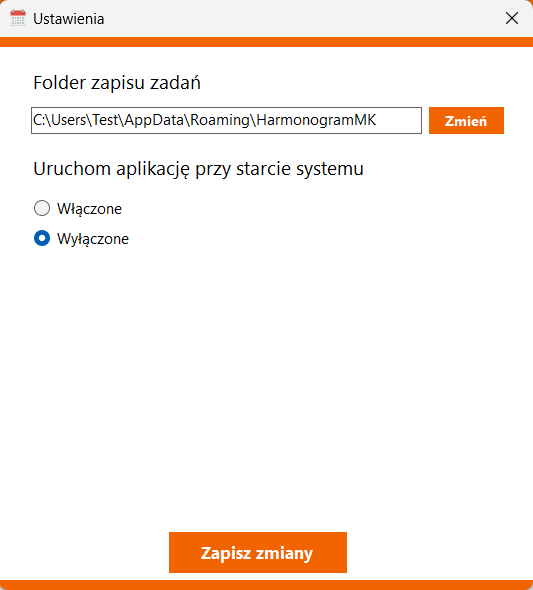 Ustawienia
Folder zapisu zadań
C:\Users\Test\AppData\Roaming\HarmonogramMK
Zmień
Uruchom aplikację przy starcie systemu
Włączone
Wyłączone
Zapisz zmiany